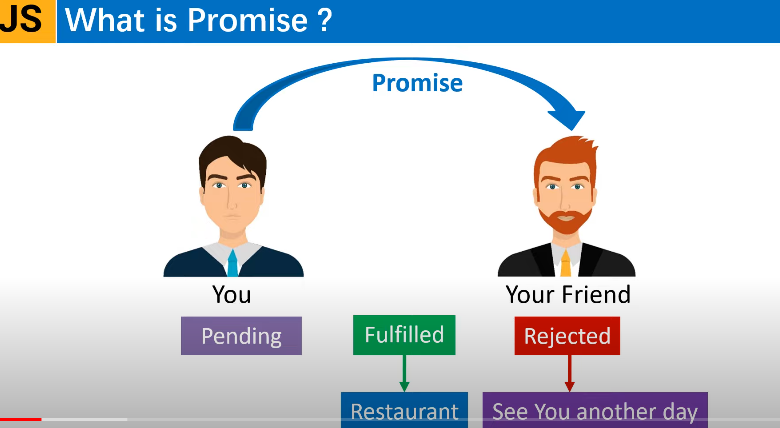 JS What is Promise ?
Promise
You
Your Friend
Pending
Fulfilled
Rejected
Restaurant
See You another day